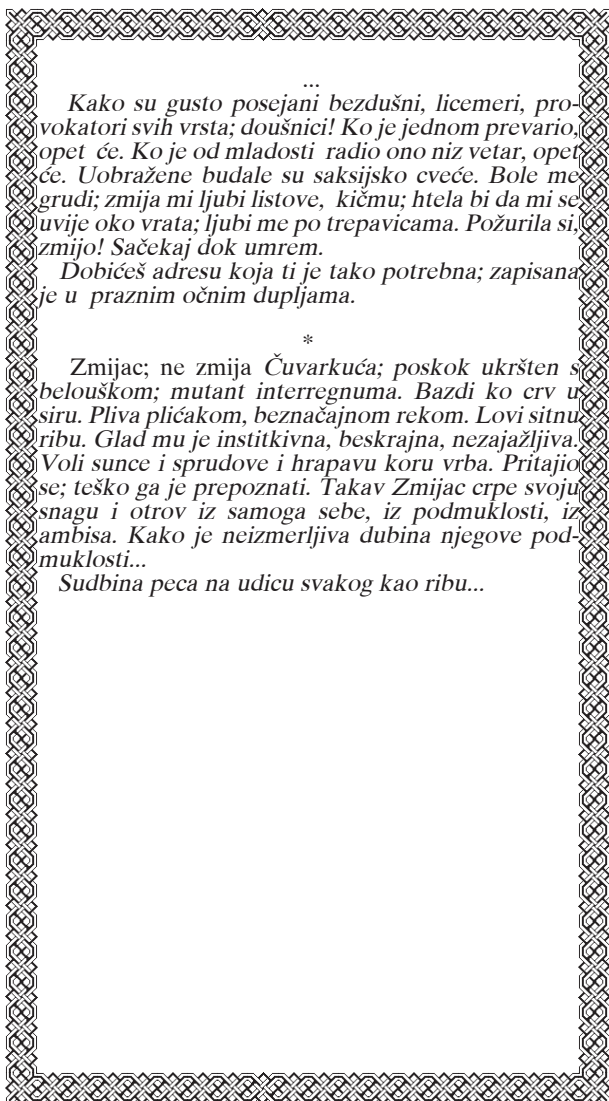 ...
Kako su gusto posejani bezdušni, licemeri, pro-
vokatori svih vrsta; doušnici! Ko je jednom prevario,
opet će. Ko je od mladosti radio ono niz vetar, opet
će. Uobražene budale su saksijsko cveće. Bole me
grudi; zmija mi ljubi listove, kičmu; htela bi da mi se
uvije oko vrata; ljubi me po trepavicama. Požurila si,
zmijo! Sačekaj dok umrem.
Dobićeš adresu koja ti je tako potrebna; zapisana
je u praznim očnim dupljama.
*
Zmijac; ne zmija Čuvarkuća; poskok ukršten s
belouškom; mutant interregnuma. Bazdi ko crv u
siru. Pliva plićakom, beznačajnom rekom. Lovi sitnu
ribu. Glad mu je institkivna, beskrajna, nezajažljiva.
Voli sunce i sprudove i hrapavu koru vrba. Pritajio
se; teško ga je prepoznati. Takav Zmijac crpe svoju
snagu i otrov iz samoga sebe, iz podmuklosti, iz
ambisa. Kako je neizmerljiva dubina njegove pod-
muklosti...
Sudbina peca na udicu svakog kao ribu...